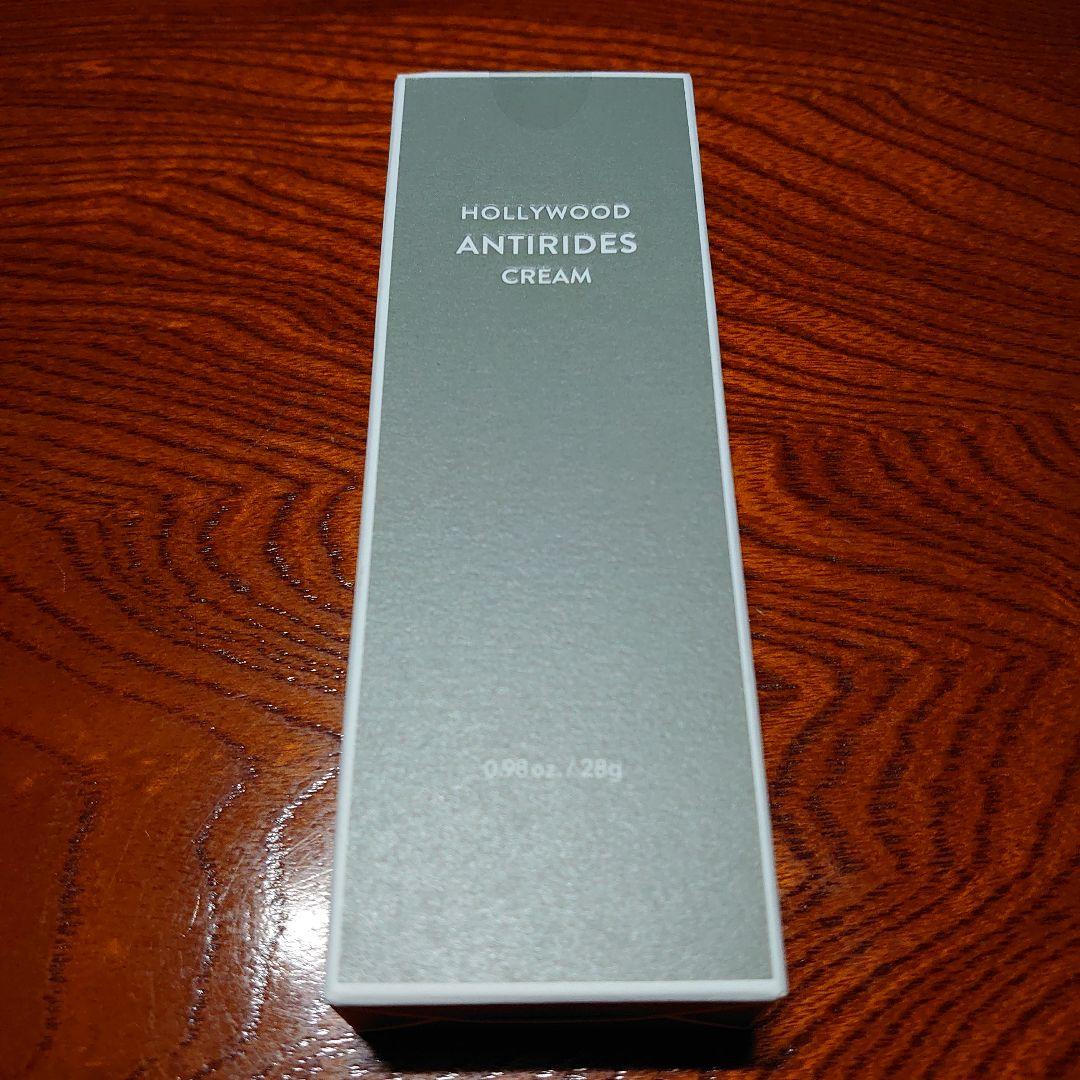 HOLLYWOOD
ANTIRIDES
CREAM
0.98 oz. / 28g